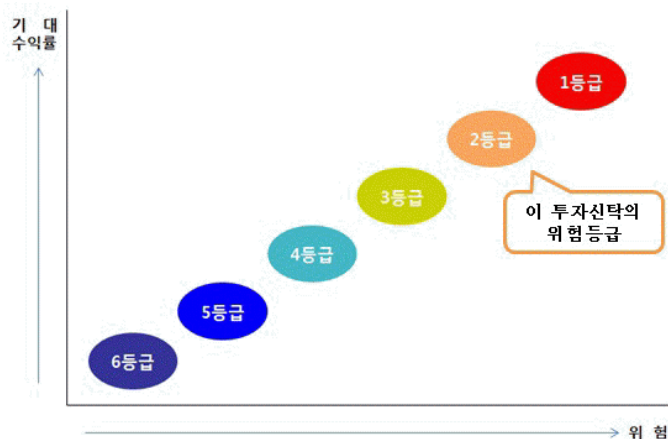 기 대
수익률
1등급
2등급
3등급
이 투자신탁의
위험등급
4등급
5등급
6등급
위 험